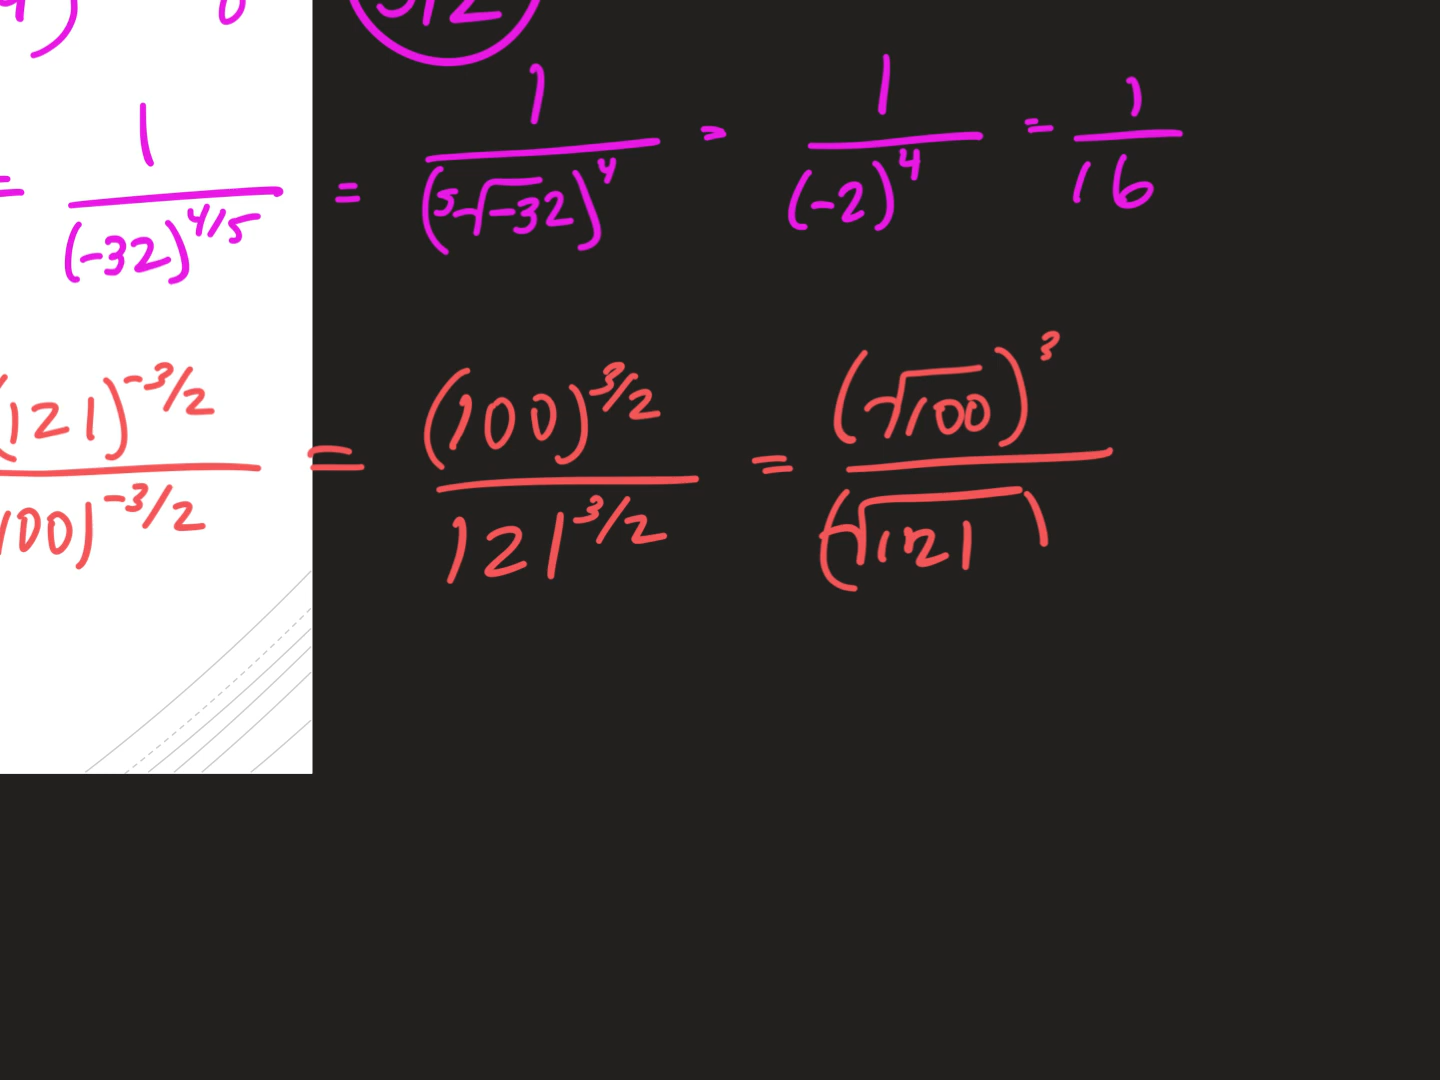 = 1/(-32)^4/5 = 1/(5√-32)^4 = 1/(-2)^4 = 1/16
(121)^-3/2 / 100)^-3/2 = (100)^3/2 / 121^3/2 = (√100)^3 / (√121)